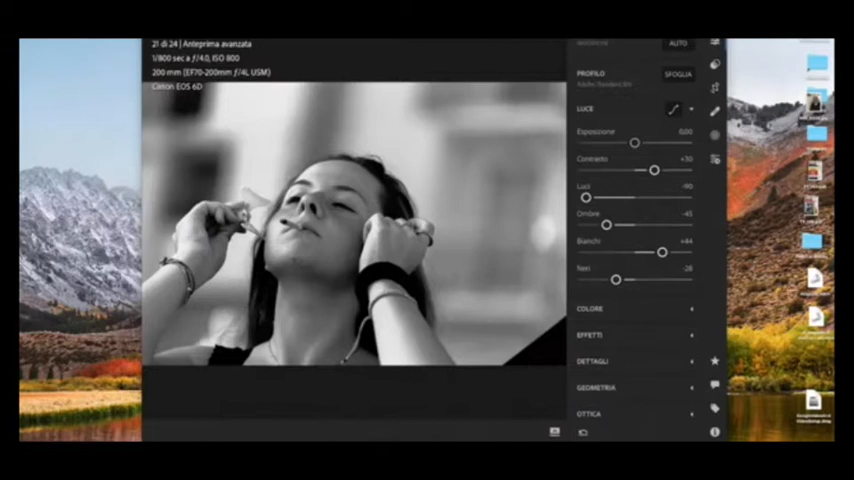 21 di 24 | Anteprima avanzata
1/800 sec a ƒ/4.0, ISO 800
200 mm (EF70-200mm ƒ/4L USM)
Canon EOS 6D
AUTO
PROFILO
SFOGLIA
LUCE
Esposizione 0,00
Contrasto +30
Luci -90
Ombre -45
Bianchi +44
Neri -28
COLORE
EFFETTI
DETTAGLI
GEOMETRIA
OTTICA